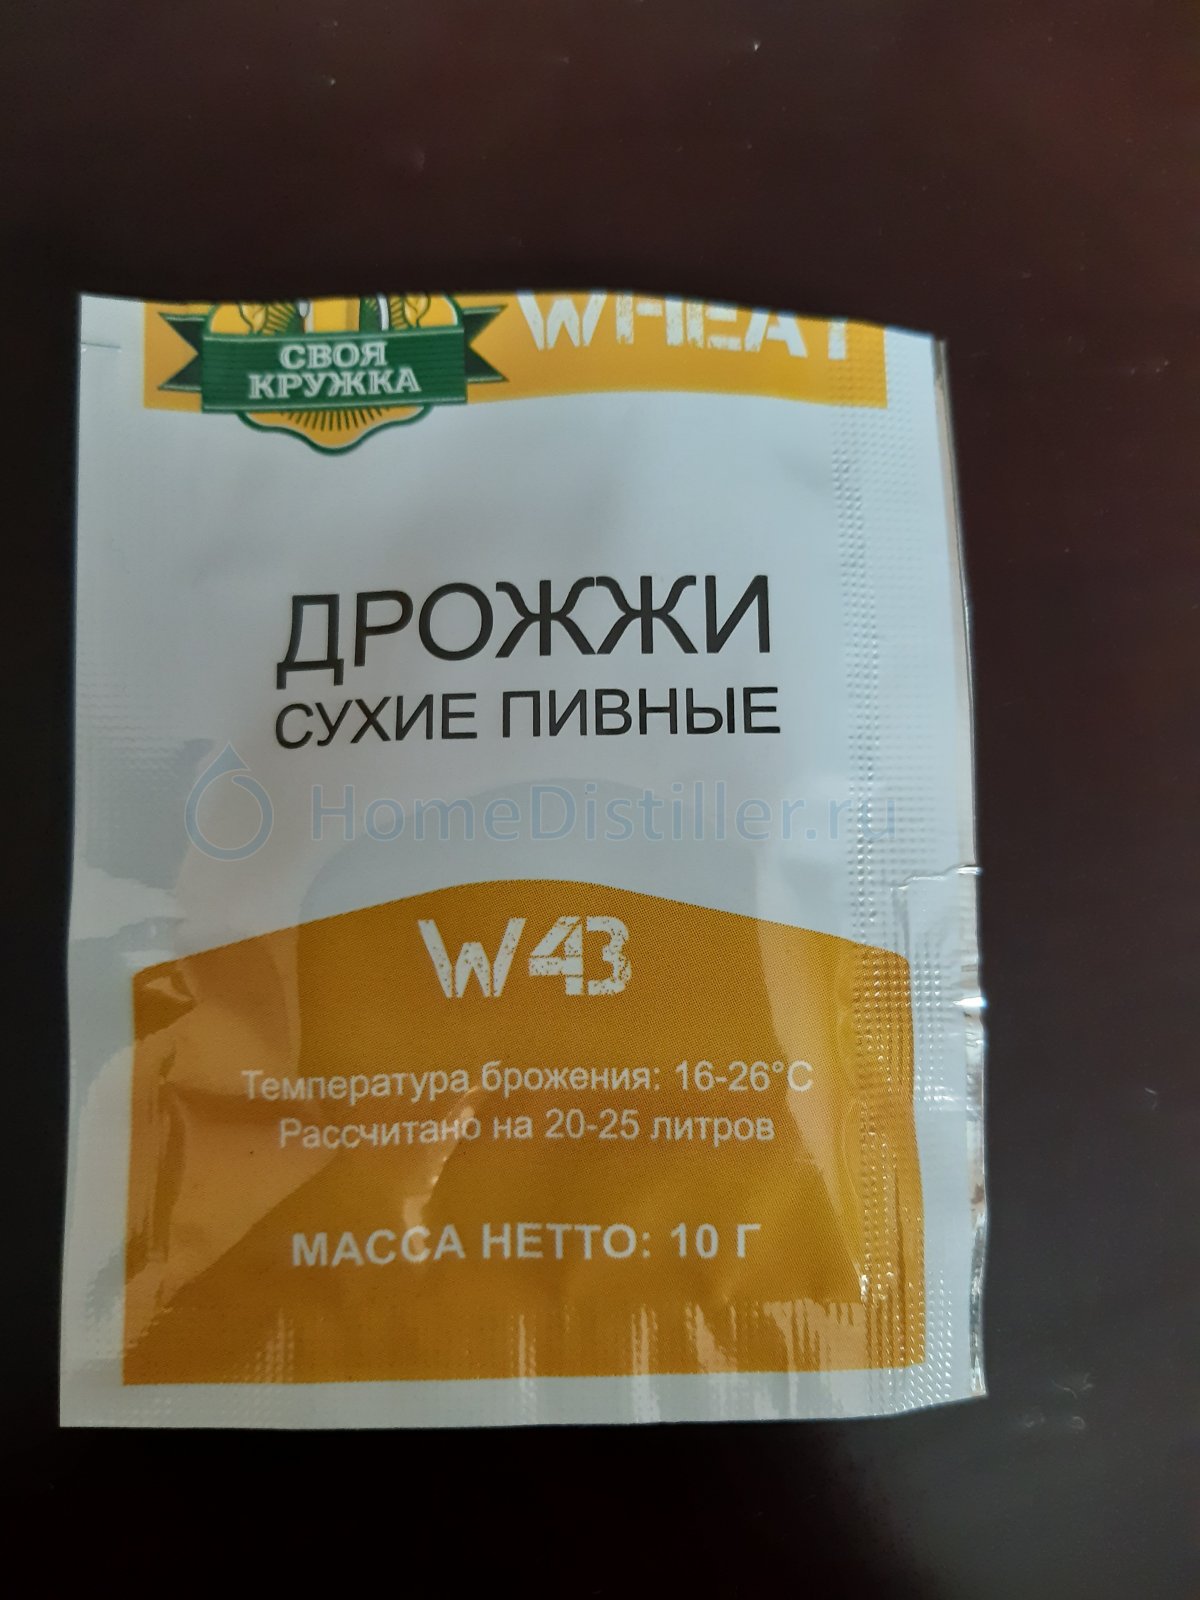 WHEAT
СВОЯ
КРУЖКА
ДРОЖЖИ
СУХИЕ ПИВНЫЕ
HomeDistiller.ru
W43
Температура брожения: 16-26°С
Рассчитано на 20-25 литров
МАССА НЕТТО: 10 Г